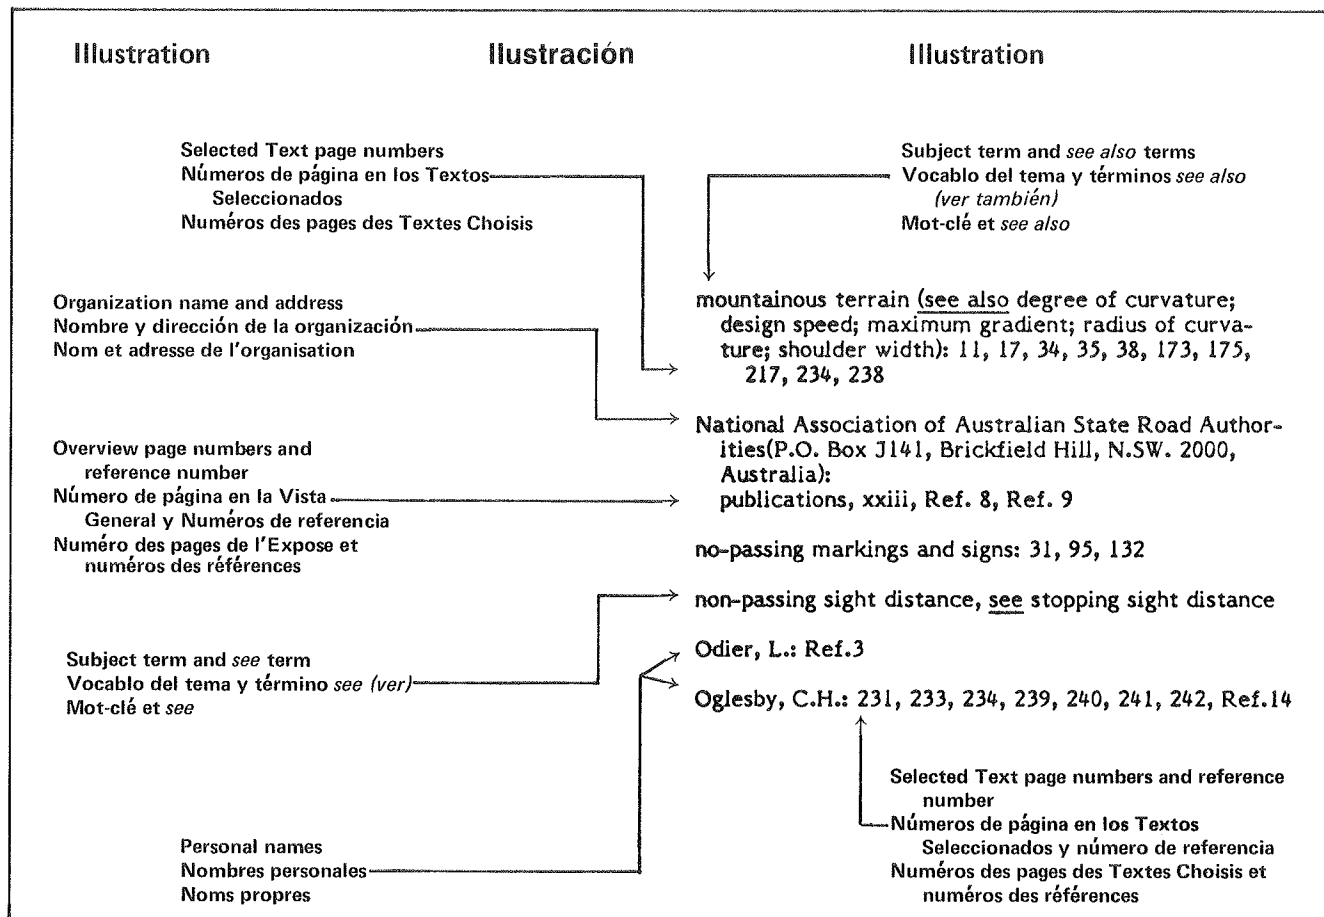 Illustration
Ilustración
Illustration
Selected Text page numbers
Números de página en los Textos
Seleccionados
Numéros des pages des Textes Choisis
Subject term and see also terms
Vocablo del tema y términos see also
(ver también)
Mot-clé et see also
Organization name and address
Nombre y dirección de la organización
Nom et adresse de l'organisation
mountainous terrain (see also degree of curvature;
design speed; maximum gradient; radius of curva-
ture; shoulder width): 11, 17, 34, 35, 38, 173, 175,
217, 234, 238
National Association of Australian State Road Author-
ities(P.O. Box J141, Brickfield Hill, N.SW. 2000,
Australia):
publications, xxiii, Ref. 8, Ref. 9
Overview page numbers and
reference number
Número de página en la Vista
General y Numéros de referencia
Numéro des pages de l'Expose et
numéros des références
no-passing markings and signs: 31, 95, 132
non-passing sight distance, see stopping sight distance
Subject term and see term
Vocablo del tema y término see (ver)
Mot-clé et see
Odier, L.: Ref.3
Oglesby, C.H.: 231, 233, 234, 239, 240, 241, 242, Ref.14
Personal names
Nombres personales
Noms propres
Selected Text page numbers and reference
number
Números de página en los Textos
Seleccionados y número de referencia
Numéros des pages des Textes Choisis et
numéros des références